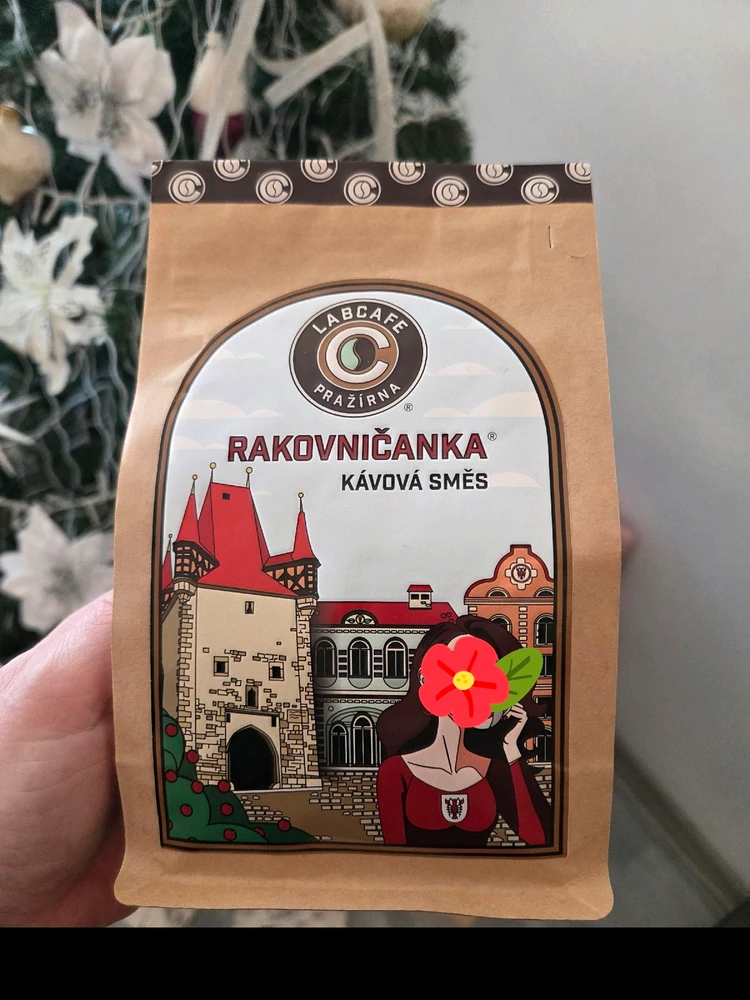 LABCAFE
PRAŽÍRNA
®
RAKOVNIČANKA®
KÁVOVÁ SMĚS